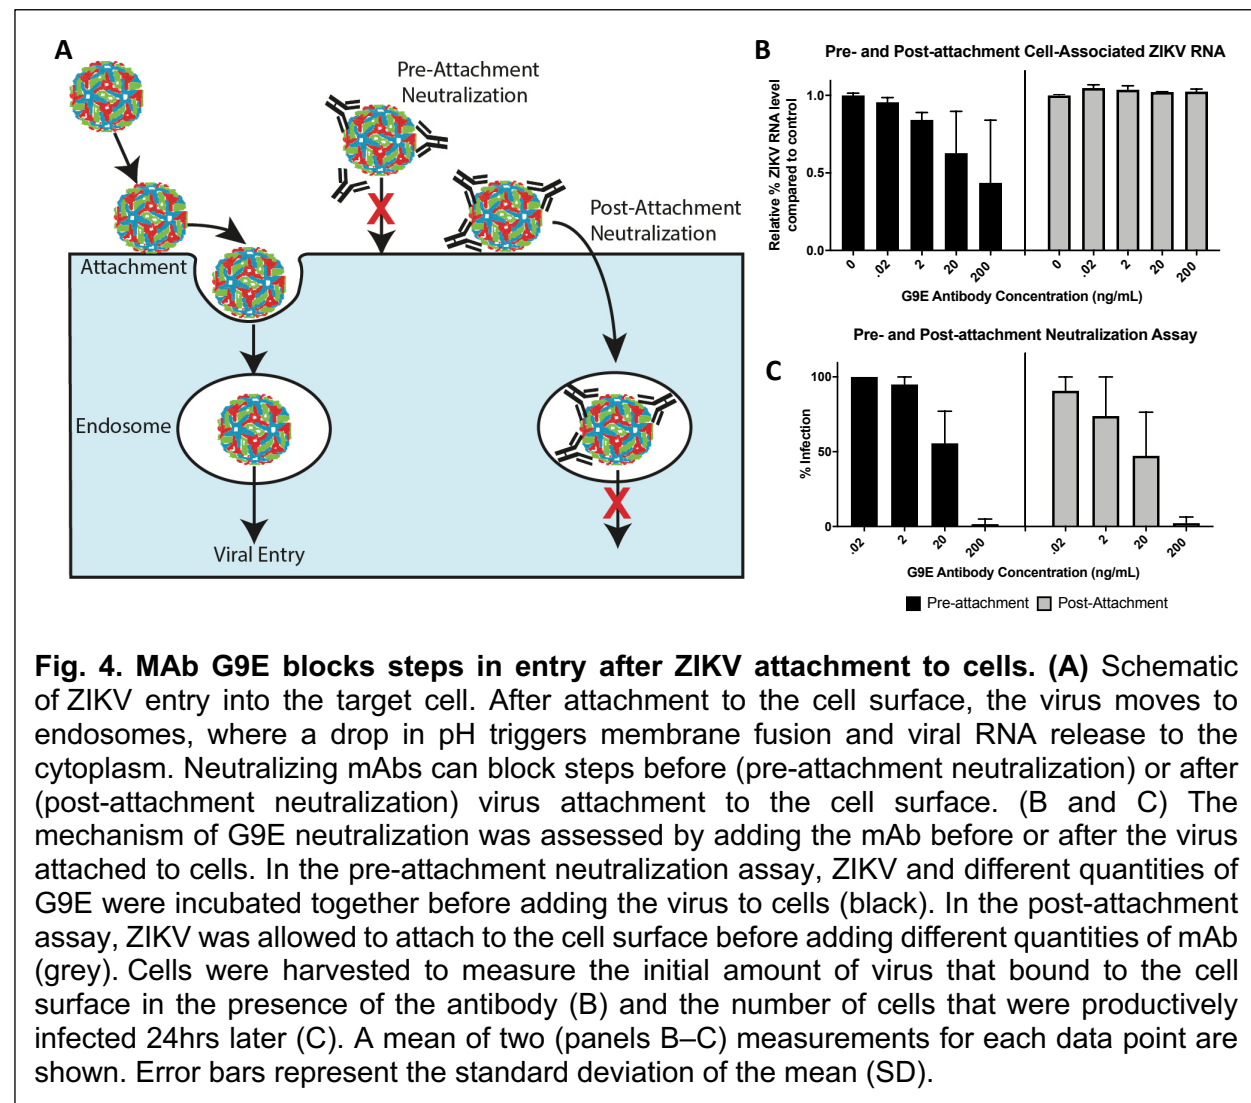 A
Pre-Attachment
Neutralization
Post-Attachment
Neutralization
Attachment
Endosome
Viral Entry
X
X
B
Pre- and Post-attachment Cell-Associated ZIKV RNA
Relative % ZIKV RNA level
compared to control
1.0
0.5
0.0
0 .02 2 20 200 0 .02 2 20 200
G9E Antibody Concentration (ng/mL)
Pre- and Post-attachment Neutralization Assay
C
% Infection
100
50
0
.02 2 20 200 .02 2 20 200
G9E Antibody Concentration (ng/mL)
Pre-attachment Post-Attachment
Fig. 4. MAb G9E blocks steps in entry after ZIKV attachment to cells. (A) Schematic
of ZIKV entry into the target cell. After attachment to the cell surface, the virus moves to
endosomes, where a drop in pH triggers membrane fusion and viral RNA release to the
cytoplasm. Neutralizing mAbs can block steps before (pre-attachment neutralization) or after
(post-attachment neutralization) virus attachment to the cell surface. (B and C) The
mechanism of G9E neutralization was assessed by adding the mAb before or after the virus
attached to cells. In the pre-attachment neutralization assay, ZIKV and different quantities of
G9E were incubated together before adding the virus to cells (black). In the post-attachment
assay, ZIKV was allowed to attach to the cell surface before adding different quantities of mAb
(grey). Cells were harvested to measure the initial amount of virus that bound to the cell
surface in the presence of the antibody (B) and the number of cells that were productively
infected 24hrs later (C). A mean of two (panels B–C) measurements for each data point are
shown. Error bars represent the standard deviation of the mean (SD).